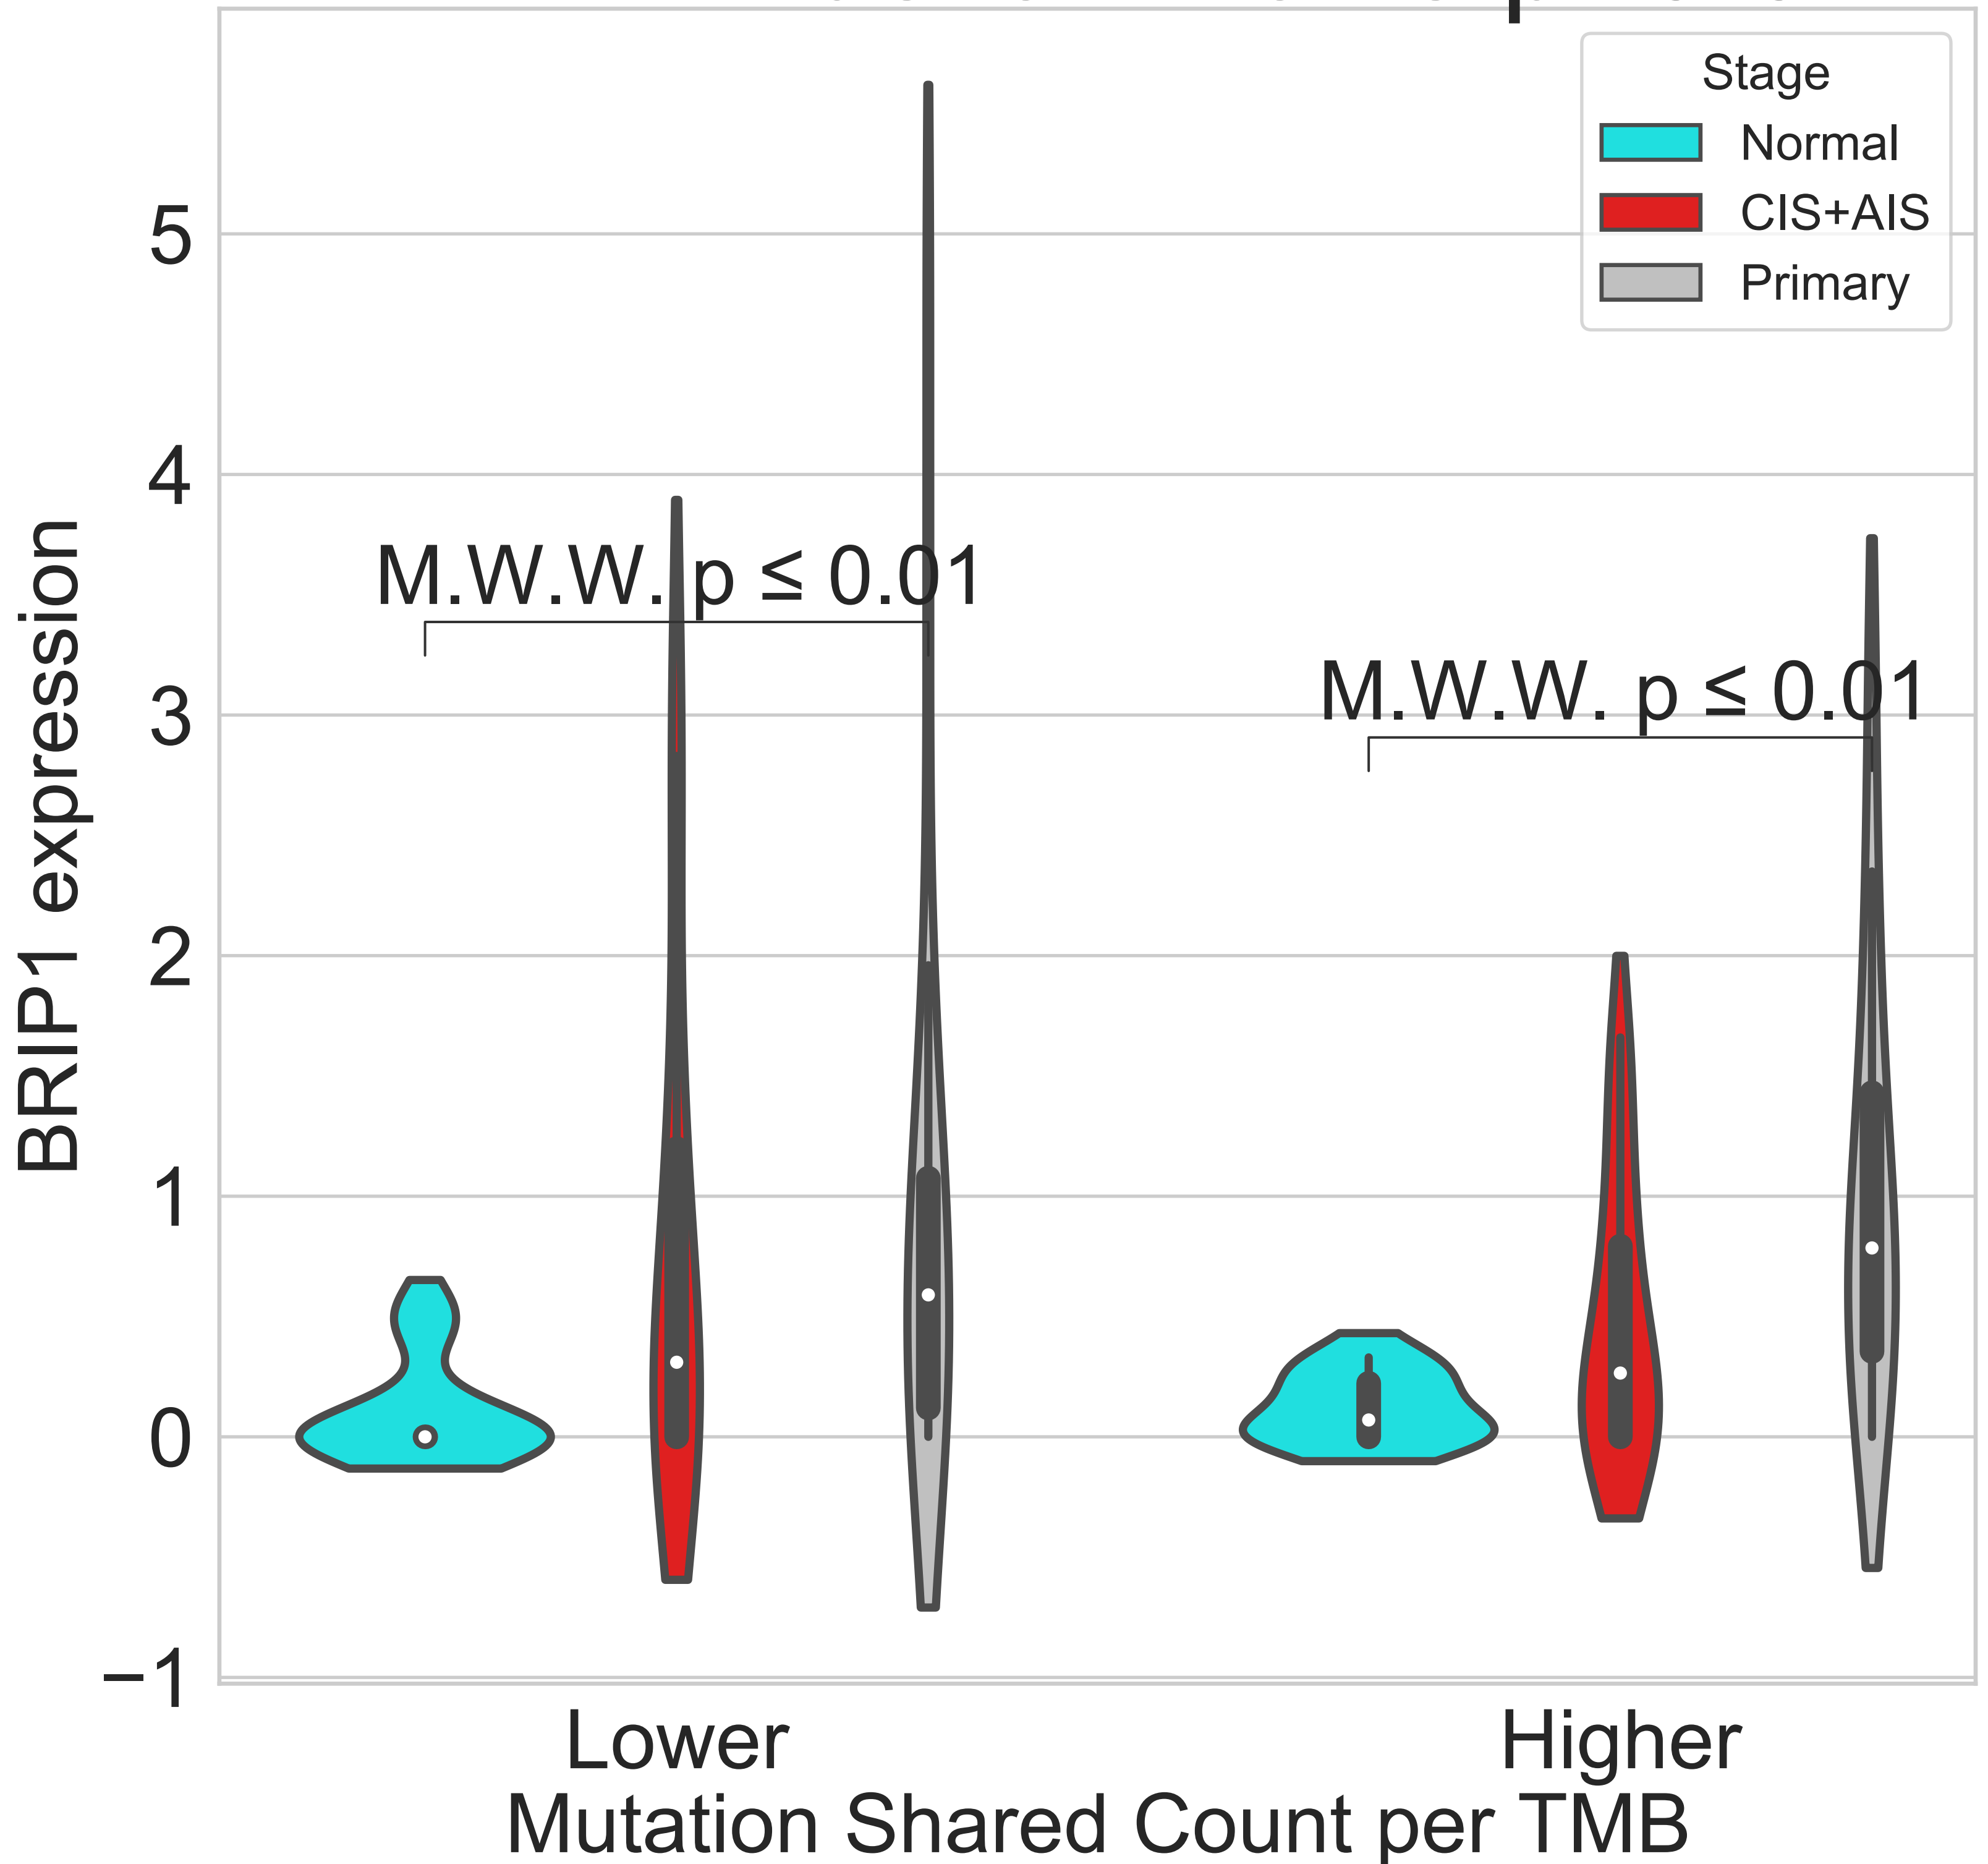 Stage
Normal
CIS+AIS
Primary
5
4
3
2
1
0
−1
BRIP1 expression
M.W.W. p ≤ 0.01
M.W.W. p ≤ 0.01
Lower
Higher
Mutation Shared Count per TMB